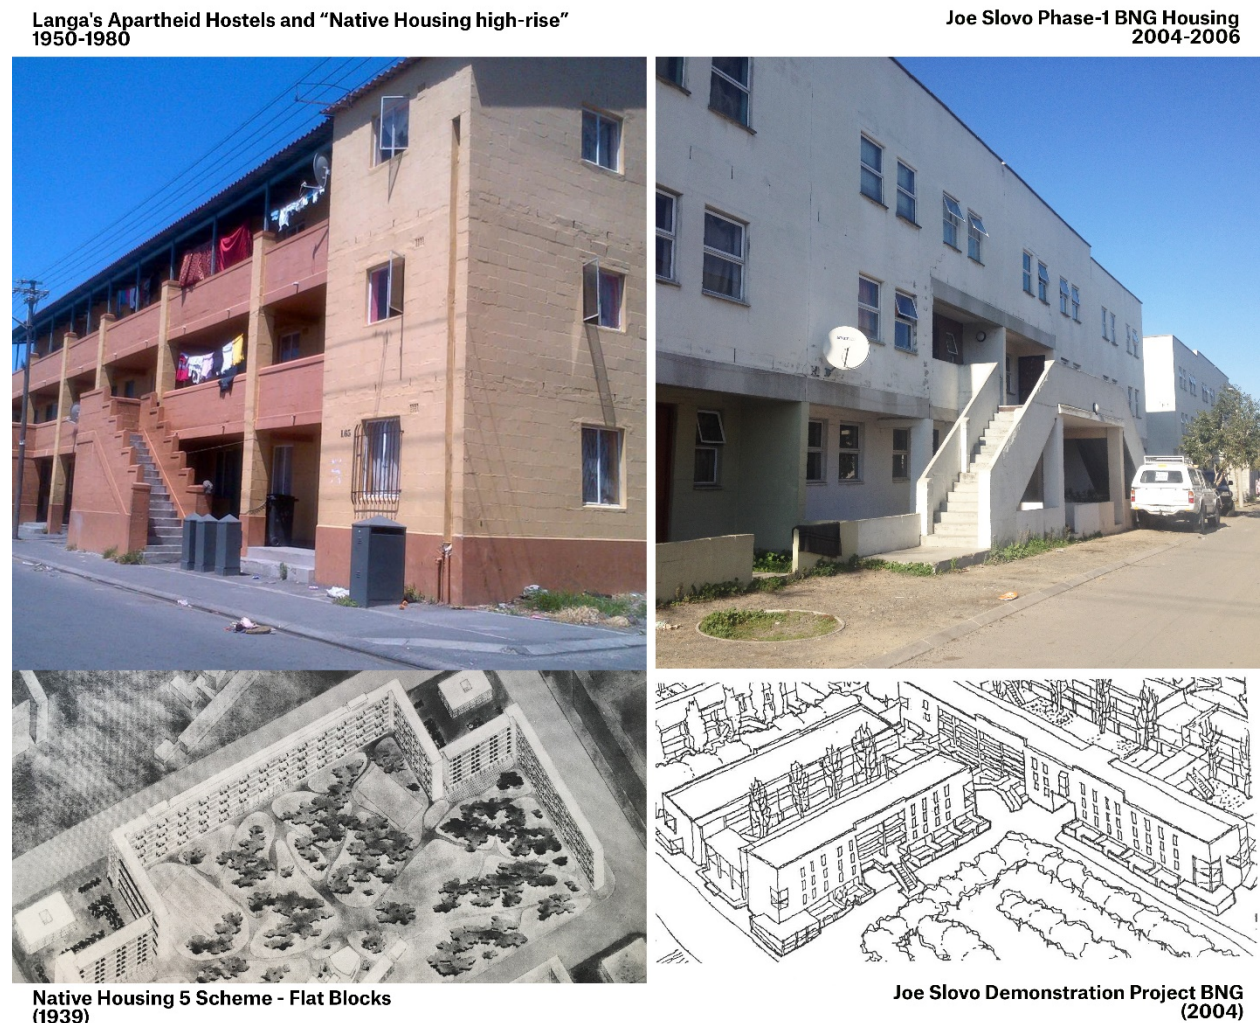 Langa's Apartheid Hostels and “Native Housing high-rise”
1950-1980
Joe Slovo Phase-1 BNG Housing
2004-2006
Native Housing 5 Scheme - Flat Blocks
(1939)
Joe Slovo Demonstration Project BNG
(2004)